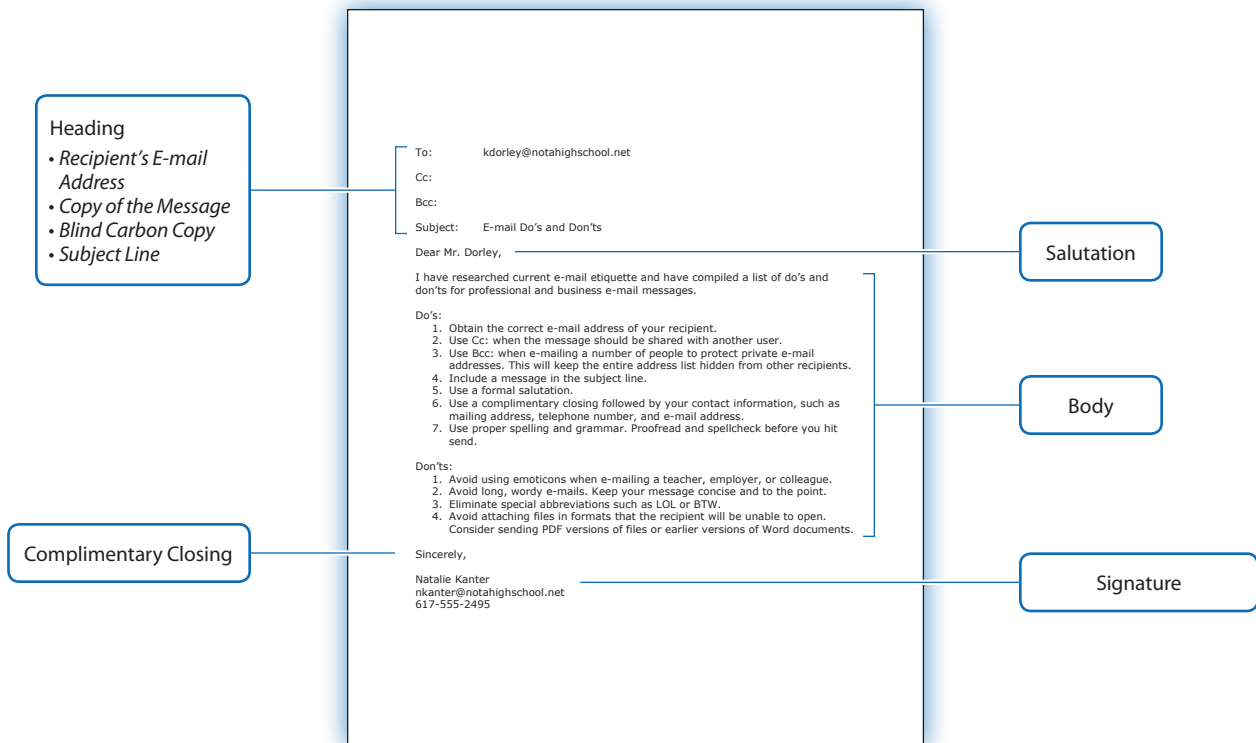 Heading
• Recipient's E-mail
Address
• Copy of the Message
• Blind Carbon Copy
• Subject Line
To: kdorley@notahighschool.net
Cc:
Bcc:
Subject: E-mail Do's and Don'ts
Dear Mr. Dorley,
Salutation
I have researched current e-mail etiquette and have compiled a list of do's and
don'ts for professional and business e-mail messages.
Do's:
1. Obtain the correct e-mail address of your recipient.
2. Use Cc: when the message should be shared with another user.
3. Use Bcc: when e-mailing a number of people to protect private e-mail
addresses. This will keep the entire address list hidden from other recipients.
4. Include a message in the subject line.
5. Use a formal salutation.
6. Use a complimentary closing followed by your contact information, such as
mailing address, telephone number, and e-mail address.
7. Use proper spelling and grammar. Proofread and spellcheck before you hit
send.
Body
Don'ts:
1. Avoid using emoticons when e-mailing a teacher, employer, or colleague.
2. Avoid long, wordy e-mails. Keep your message concise and to the point.
3. Eliminate special abbreviations such as LOL or BTW.
4. Avoid attaching files in formats that the recipient will be unable to open.
Consider sending PDF versions of files or earlier versions of Word documents.
Complimentary Closing
Sincerely,
Natalie Kanter
nkanter@notahighschool.net
617-555-2495
Signature